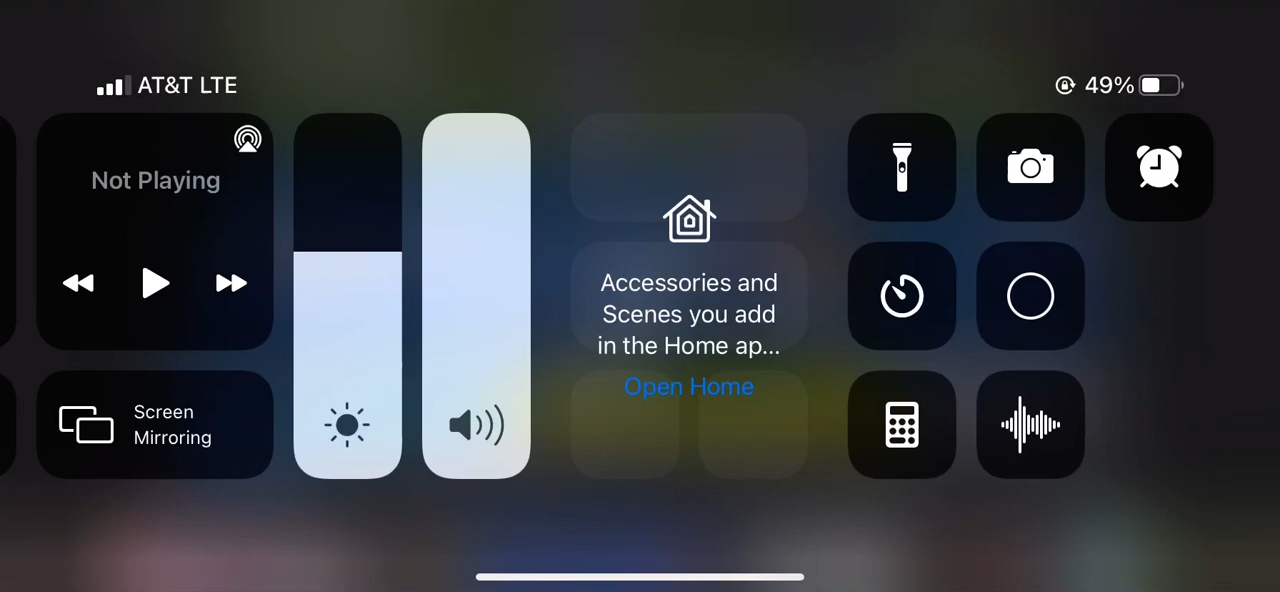 AT&T LTE
49%
Not Playing
Screen
Mirroring
Accessories and
Scenes you add
in the Home ap...
Open Home